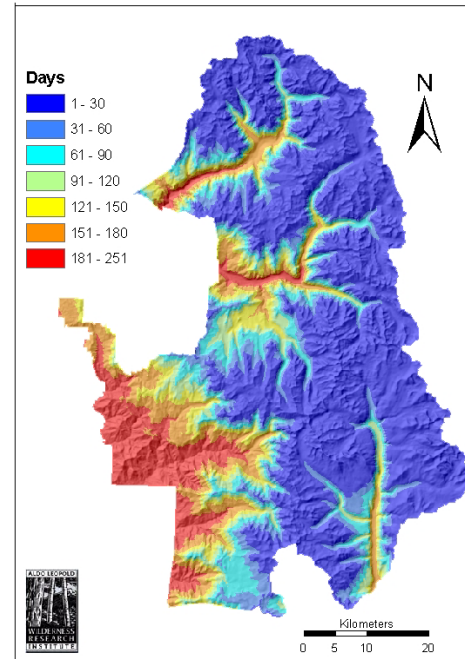 Days
1 - 30
31 - 60
61 - 90
91 - 120
121 - 150
151 - 180
181 - 251
N
ALDO LEOPOLD
WILDERNESS
RESEARCH
INSTITUTE
Kilometers
0 5 10 20